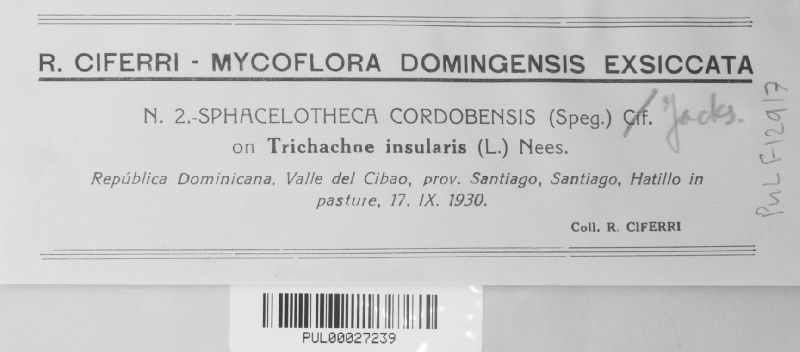 R. CIFERRI - MYCOFLORA DOMINGENSIS EXSICCATA
N. 2.-SPHACELOTHECA CORDOBENSIS (Speg.) Cif. Jacks.
on Trichachne insularis (L.) Nees.
República Dominicana, Valle del Cibao, prov. Santiago, Santiago, Hatillo in
pasture, 17. IX. 1930.
Coll. R. CIFERRI
PUL F12917
PUL00027239